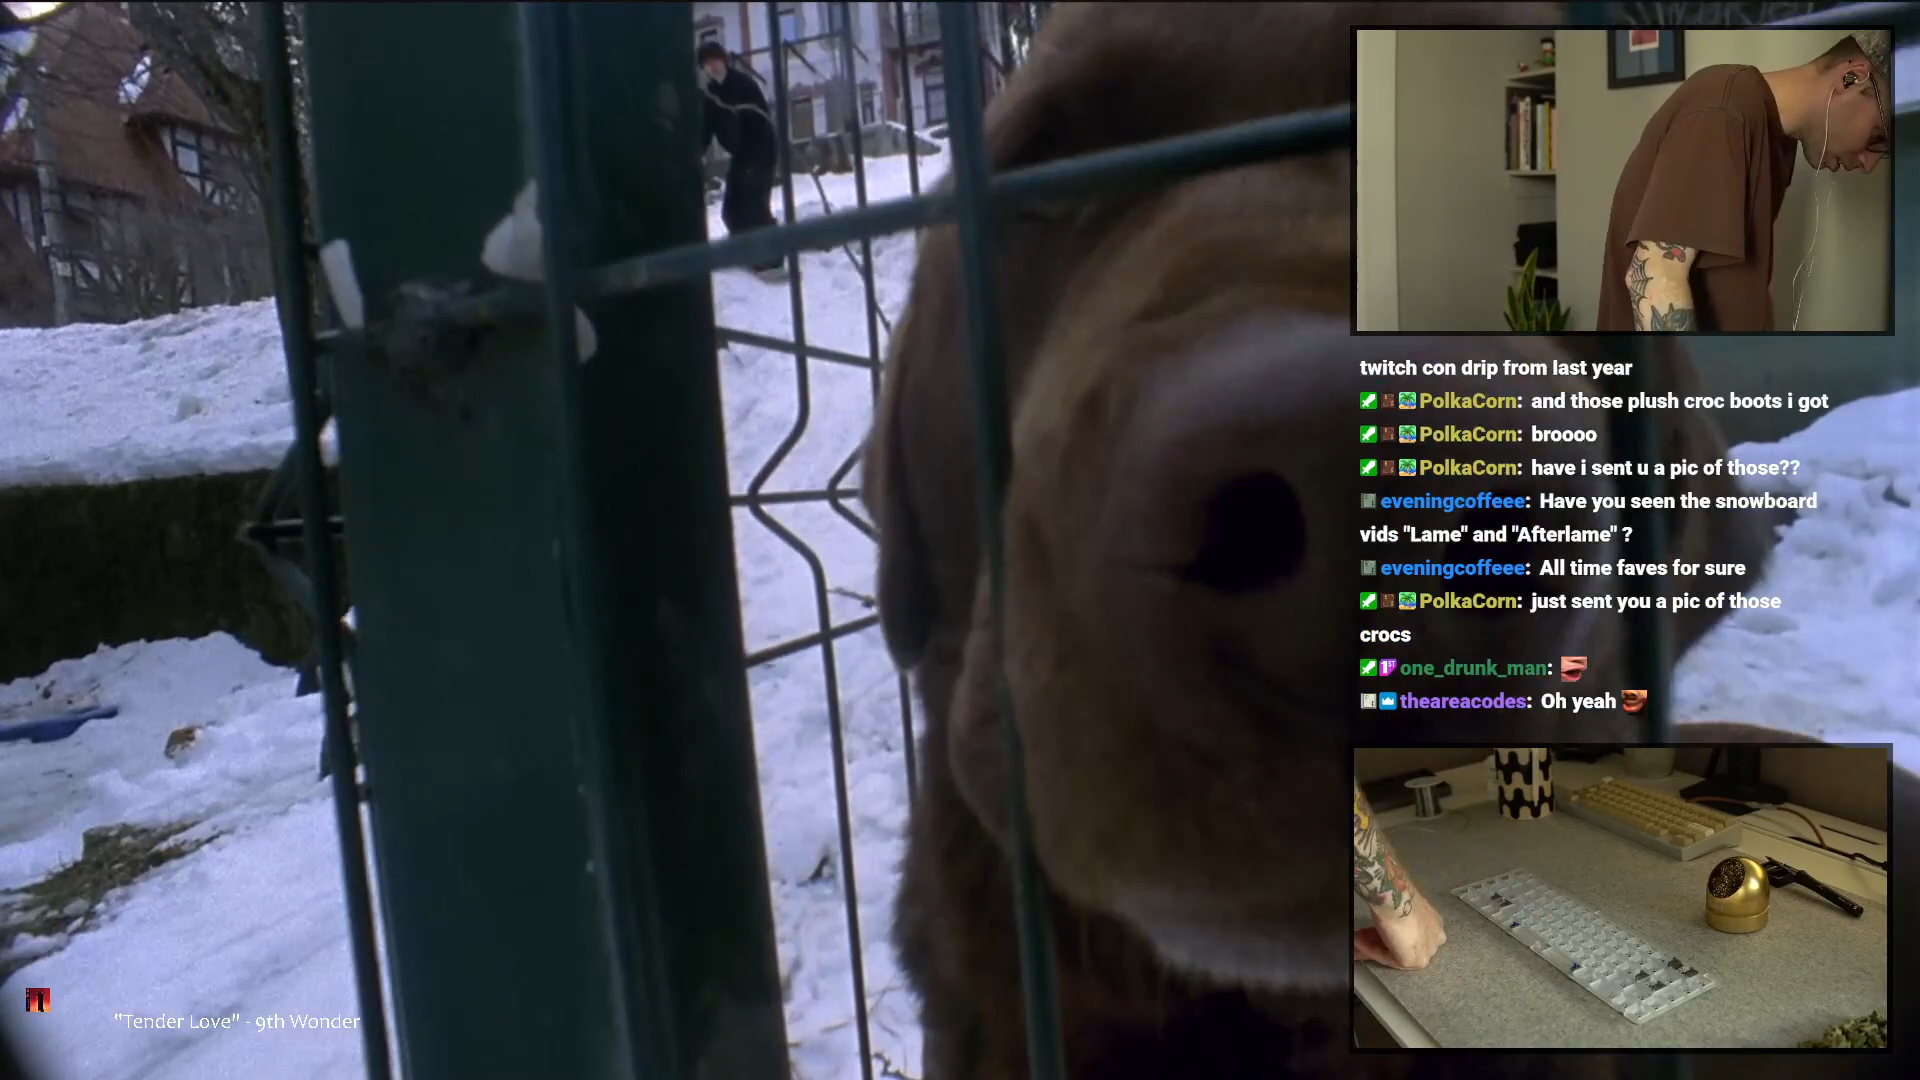 twitch con drip from last year
PolkaCorn: and those plush croc boots i got
PolkaCorn: broooo
PolkaCorn: have i sent u a pic of those??
eveningcoffeee: Have you seen the snowboard
vids "Lame" and "Afterlame" ?
eveningcoffeee: All time faves for sure
PolkaCorn: just sent you a pic of those
crocs
1ST one_drunk_man:
theareacodes: Oh yeah
"Tender Love" - 9th Wonder